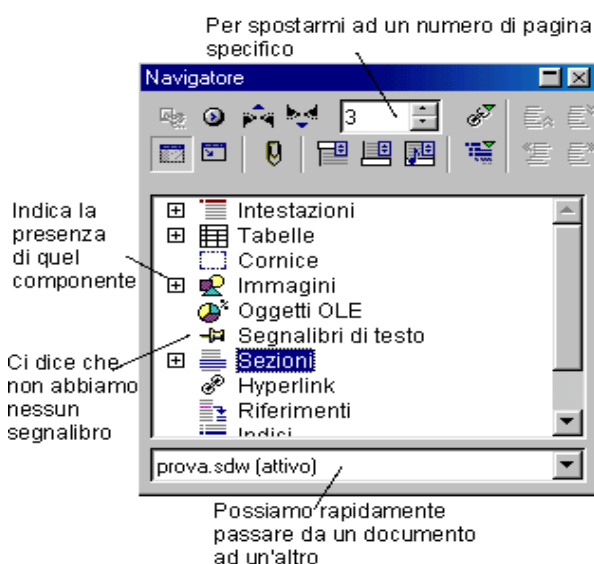 Per spostarmi ad un numero di pagina
specifico
Navigatore
3
Indica la
presenza
di quel
componente
Intestazioni
Tabelle
Cornice
Immagini
Oggetti OLE
Segnalibri di testo
Sezioni
Hyperlink
Riferimenti
Indici
Ci dice che
non abbiamo
nessun
segnalibro
prova.sdw (attivo)
Possiamo rapidamente
passare da un documento
ad un'altro